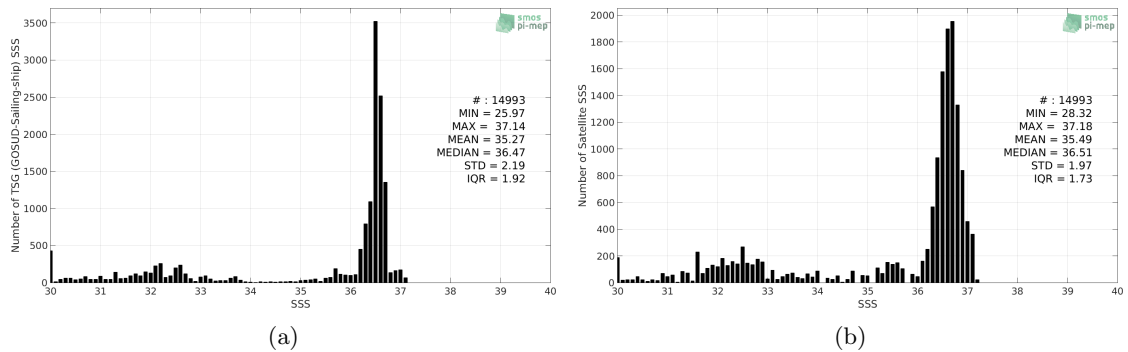 Number of TSG (GOSUD-Sailing-ship) SSS
3500
3000
2500
2000
1500
1000
500
0
30 31 32 33 34 35 36 37 38 39 40
SSS
smos
pi-mep
# : 14993
MIN = 25.97
MAX = 37.14
MEAN = 35.27
MEDIAN = 36.47
STD = 2.19
IQR = 1.92
(a)
Number of Satellite SSS
2000
1800
1600
1400
1200
1000
800
600
400
200
0
30 31 32 33 34 35 36 37 38 39 40
SSS
smos
pi-mep
# : 14993
MIN = 28.32
MAX = 37.18
MEAN = 35.49
MEDIAN = 36.51
STD = 1.97
IQR = 1.73
(b)